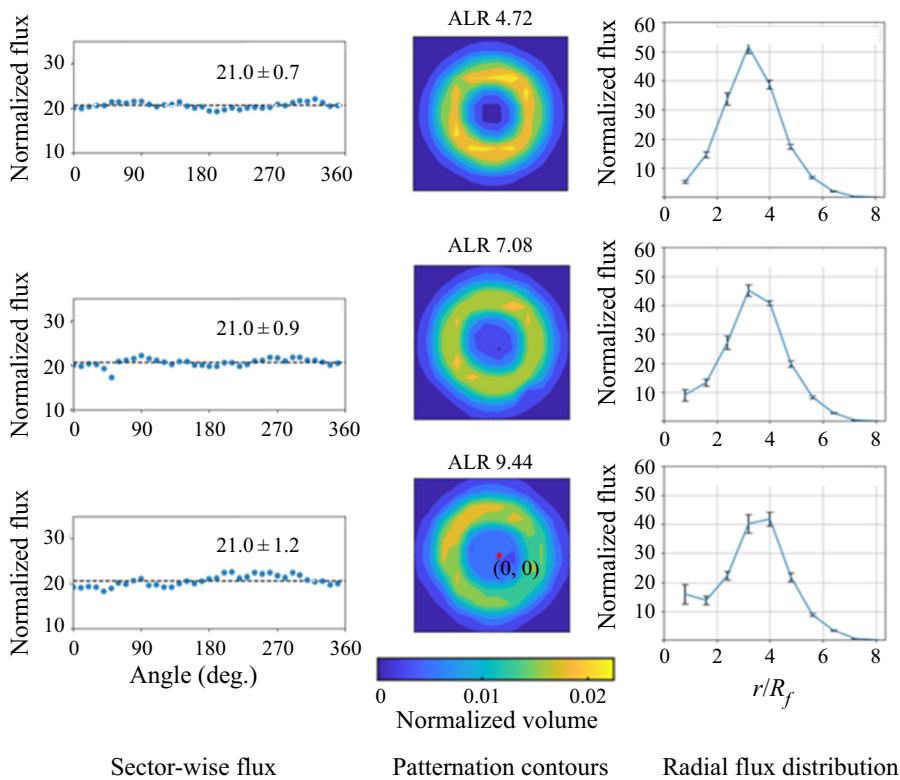 ALR 4.72
Normalized flux
30
20
10
21.0 ± 0.7
0 90 180 270 360
Normalized flux
60
50
40
30
20
10
0 2 4 6 8
ALR 7.08
Normalized flux
30
20
10
21.0 ± 0.9
0 90 180 270 360
Normalized flux
60
50
40
30
20
10
0 2 4 6 8
ALR 9.44
Normalized flux
30
20
10
21.0 ± 1.2
0 90 180 270 360
Angle (deg.)
(0, 0)
0 0.01 0.02
Normalized volume
Normalized flux
60
50
40
30
20
10
0 2 4 6 8
r/R_f
Sector-wise flux Patternation contours Radial flux distribution